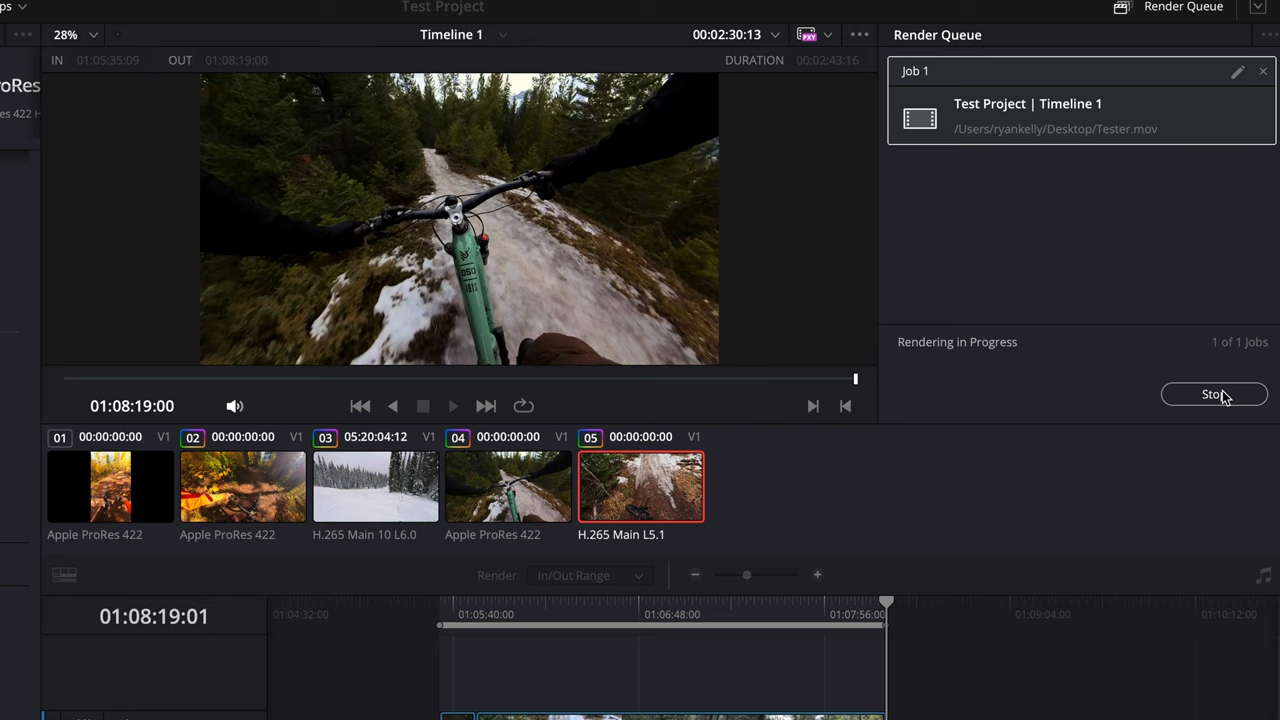 ps
Test Project
Render Queue
28%
Timeline 1
00:02:30:13
PXY
Render Queue
IN 01:05:35:09 OUT 01:08:19:00
DURATION 00:02:43:16
Job 1
oRes
res 422 H
Test Project | Timeline 1
/Users/ryankelly/Desktop/Tester.mov
DSO
IBIS
Rendering in Progress
1 of 1 Jobs
Stop
01:08:19:00
01 00:00:00:00 V1
02 00:00:00:00 V1
03 05:20:04:12 V1
04 00:00:00:00 V1
05 00:00:00:00 V1
Apple ProRes 422
Apple ProRes 422
H.265 Main 10 L6.0
Apple ProRes 422
H.265 Main L5.1
Render In/Out Range
01:08:19:01
01:04:32:00
01:05:40:00
01:06:48:00
01:07:56:00
01:09:04:00
01:10:12:00